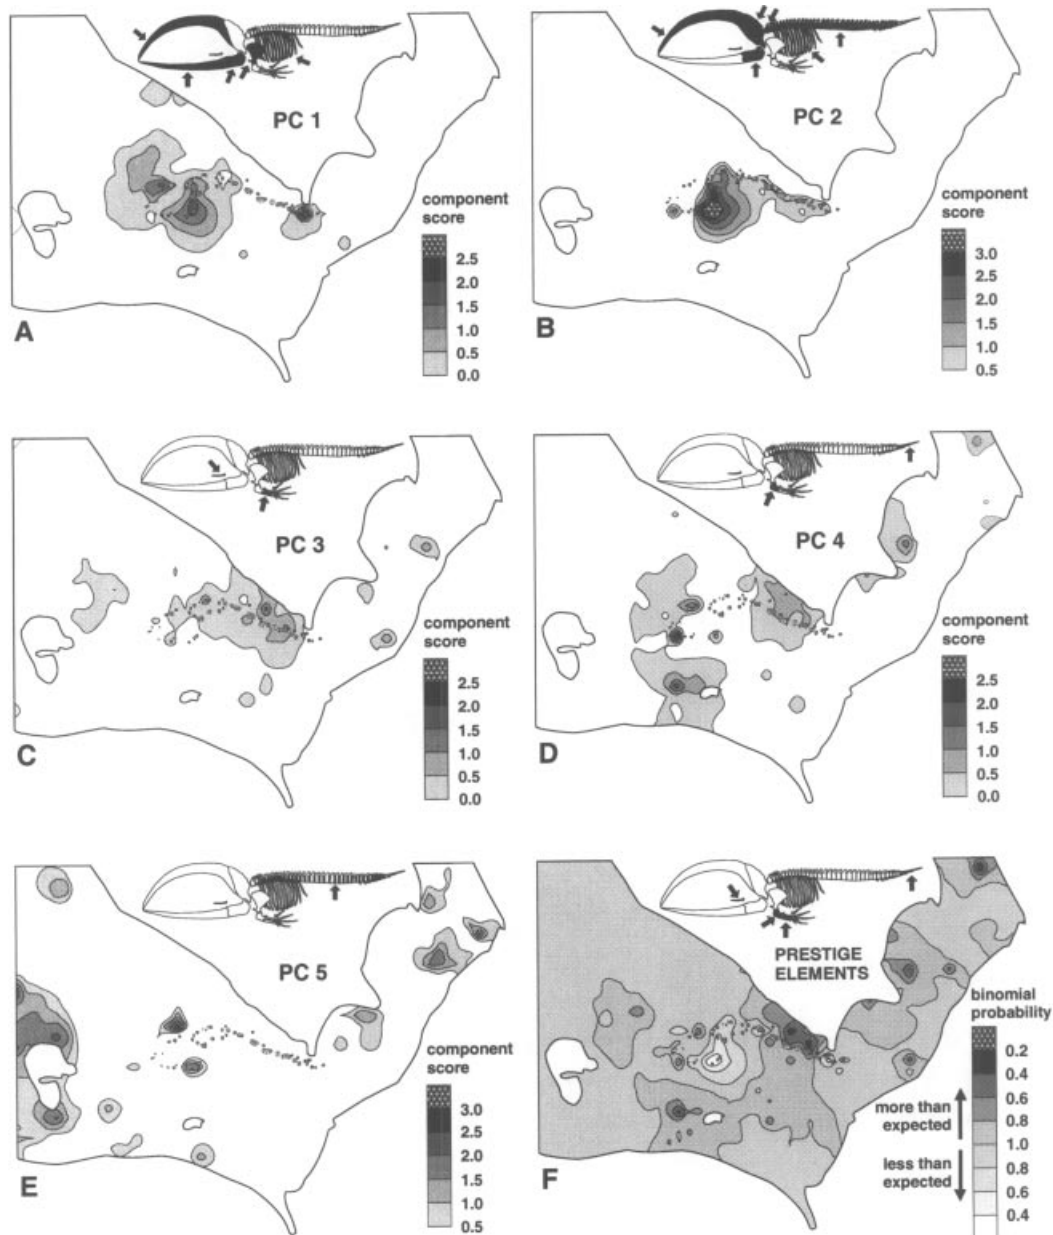 PC 1
component
score
2.5
2.0
1.5
1.0
0.5
0.0
A
PC 2
component
score
3.0
2.5
2.0
1.5
1.0
0.5
B
PC 3
component
score
2.5
2.0
1.5
1.0
0.5
0.0
C
PC 4
component
score
2.5
2.0
1.5
1.0
0.5
0.0
D
PC 5
component
score
3.0
2.5
2.0
1.5
1.0
0.5
E
PRESTIGE
ELEMENTS
binomial
probability
0.2
0.4
0.6
0.8
1.0
0.8
0.6
0.4
more than
expected
less than
expected
F